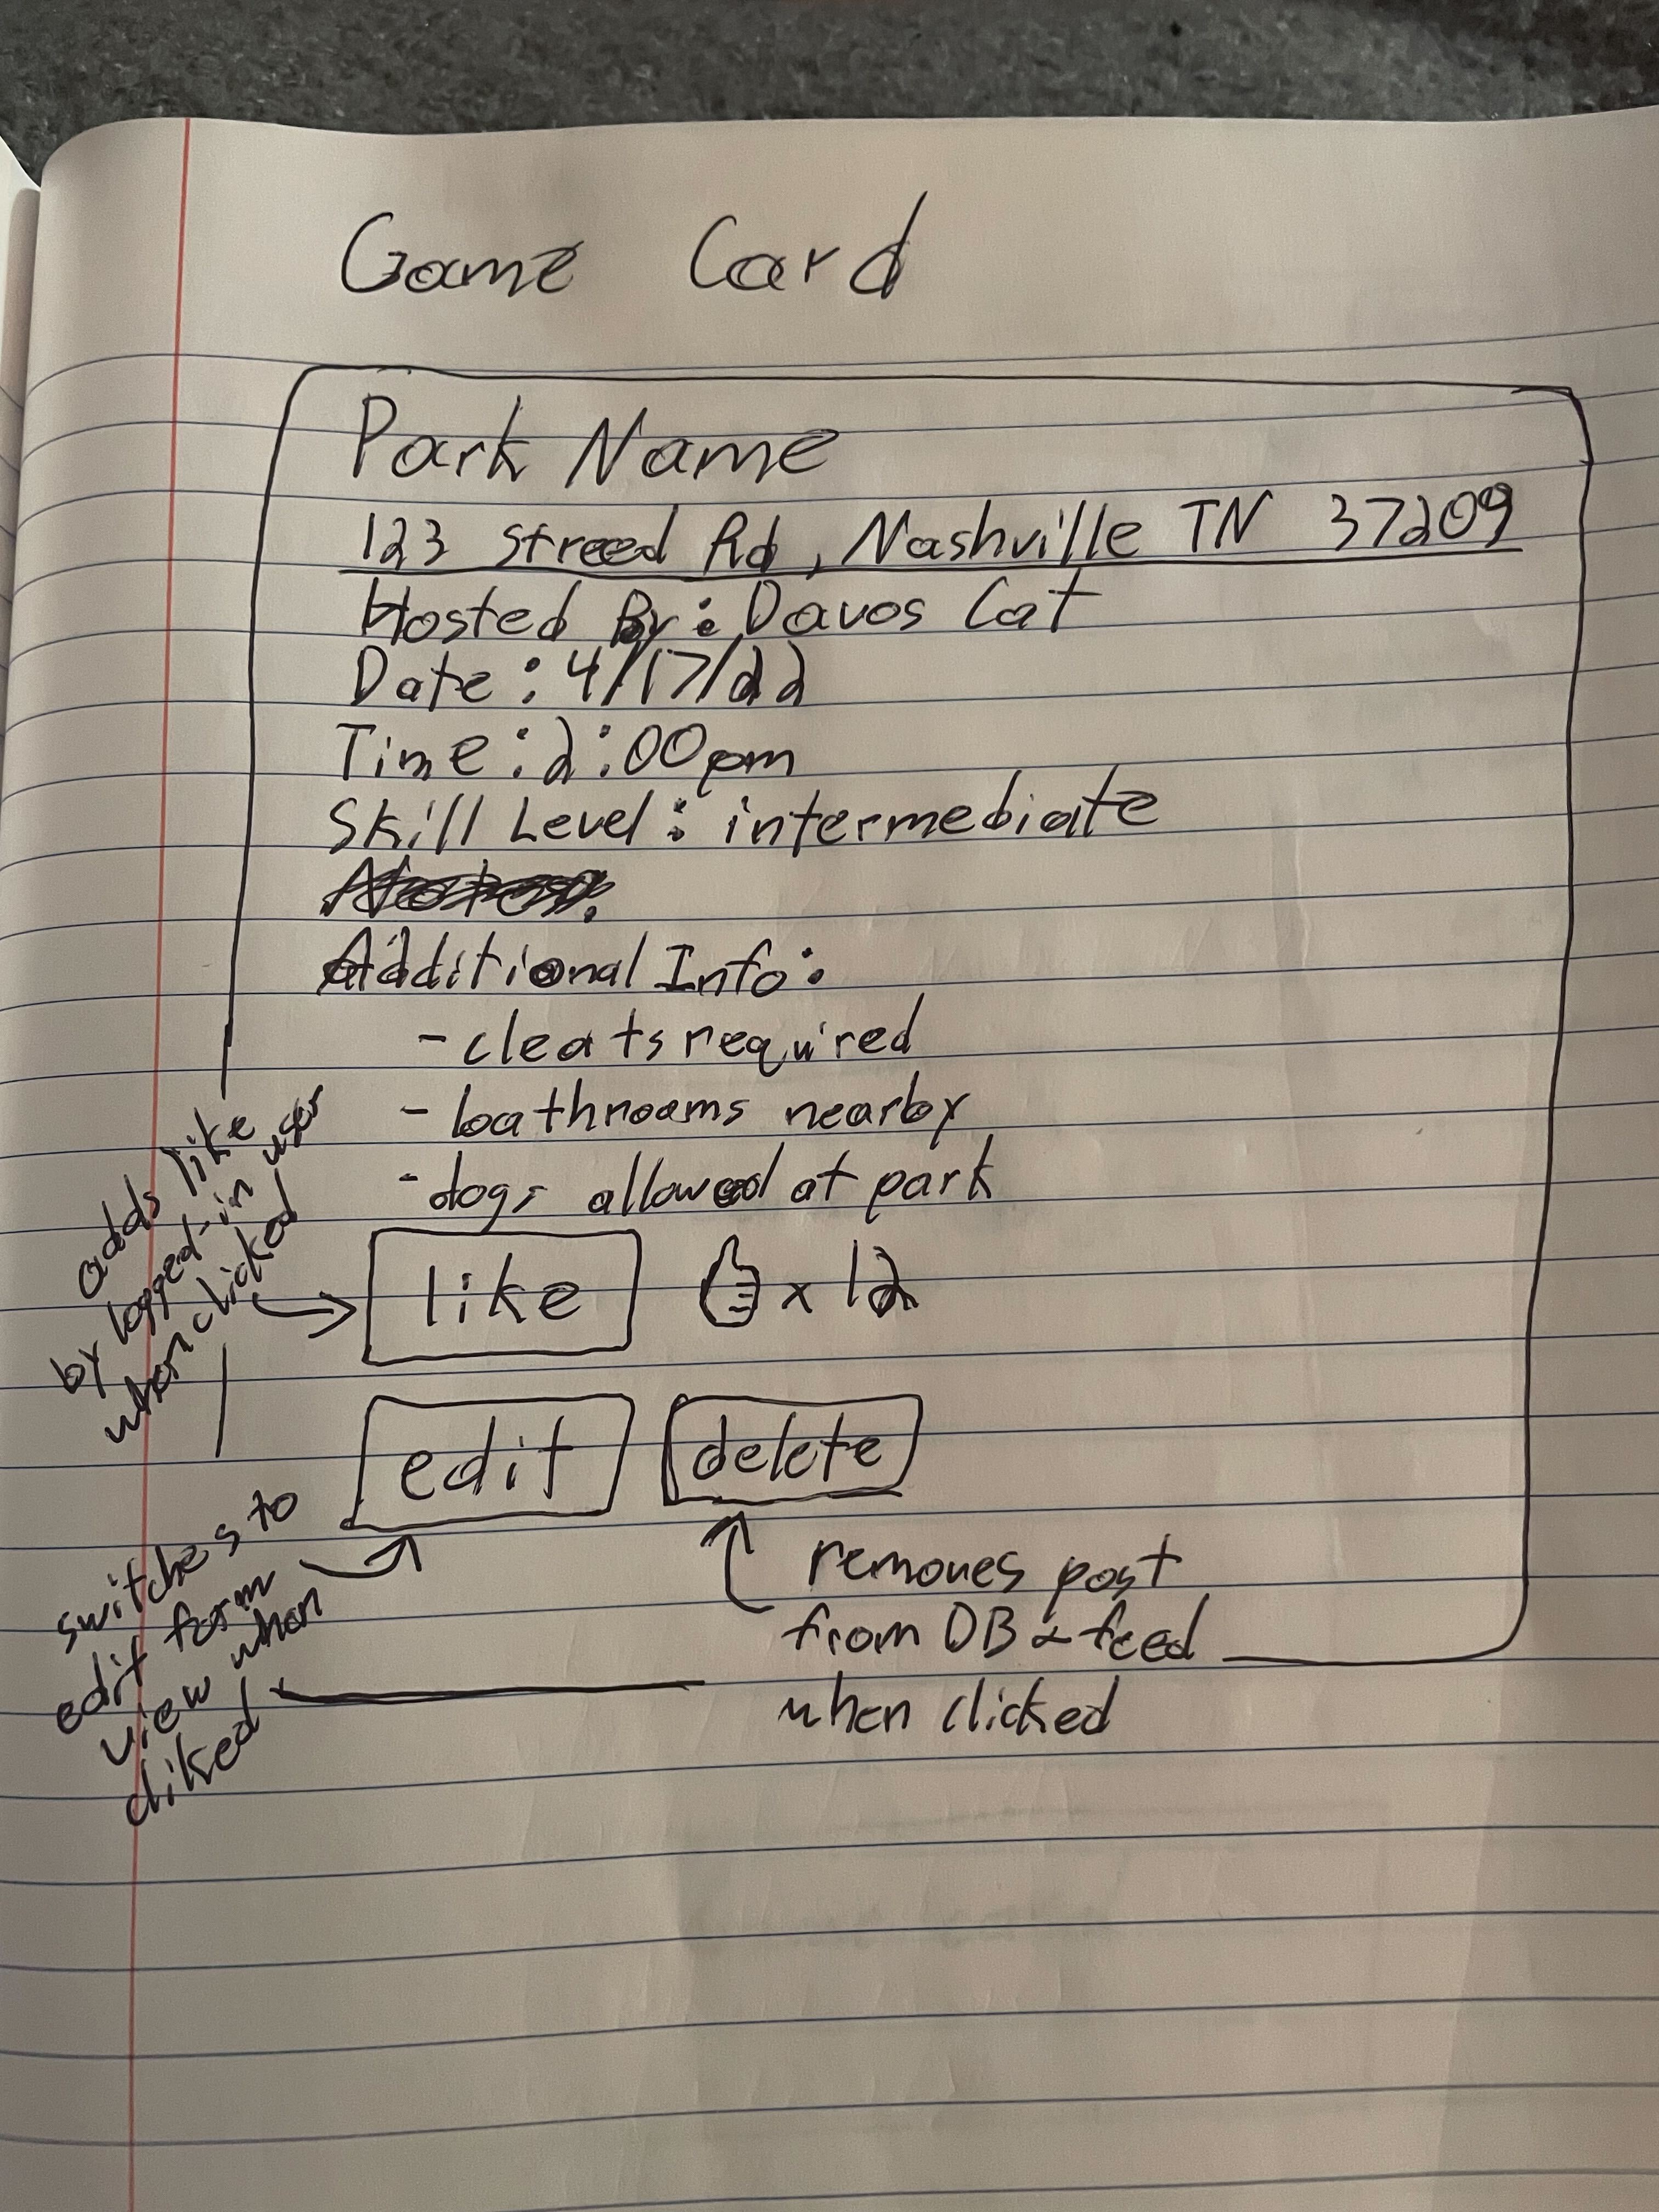 Game Card
Park Name
123 streed Rd, Nashville TN 37209
Hosted By: Davos Cat
Date: 4/17/22
Time: 2:00pm
Skill Level: intermediate
Additional Info:
- cleats required
- bathrooms nearby
- dogs allowed at park
adds like
by logged-in user
when clicked
like x 12
edit delete
switches to
edit form
view when
cliked
removes post
from DB & feed
when clicked